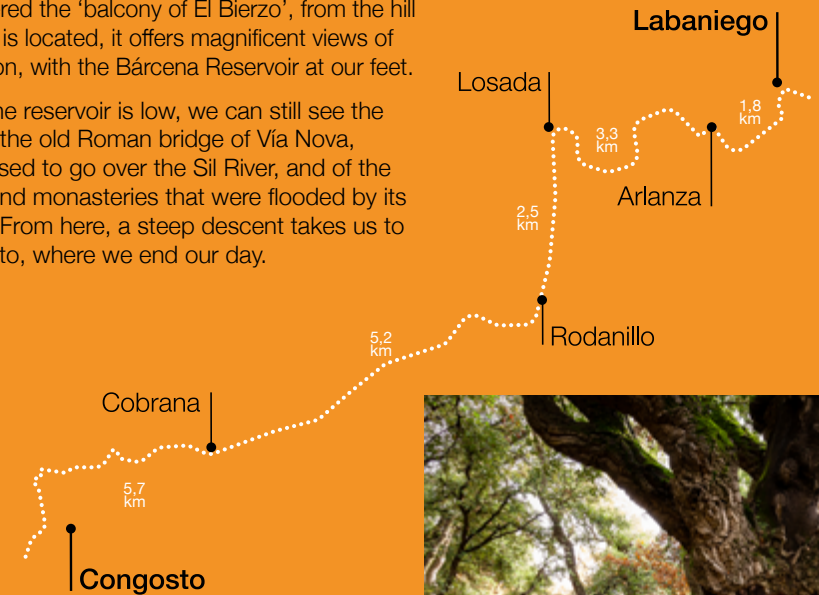 red the ‘balcony of El Bierzo’, from the hill
is located, it offers magnificent views of
on, with the Bárcena Reservoir at our feet.
ne reservoir is low, we can still see the
the old Roman bridge of Vía Nova,
sed to go over the Sil River, and of the
nd monasteries that were flooded by its
From here, a steep descent takes us to
to, where we end our day.
Labaniego
Losada
1,8
km
3,3
km
Arlanza
2,5
km
Rodanillo
5,2
km
Cobrana
5,7
km
Congosto